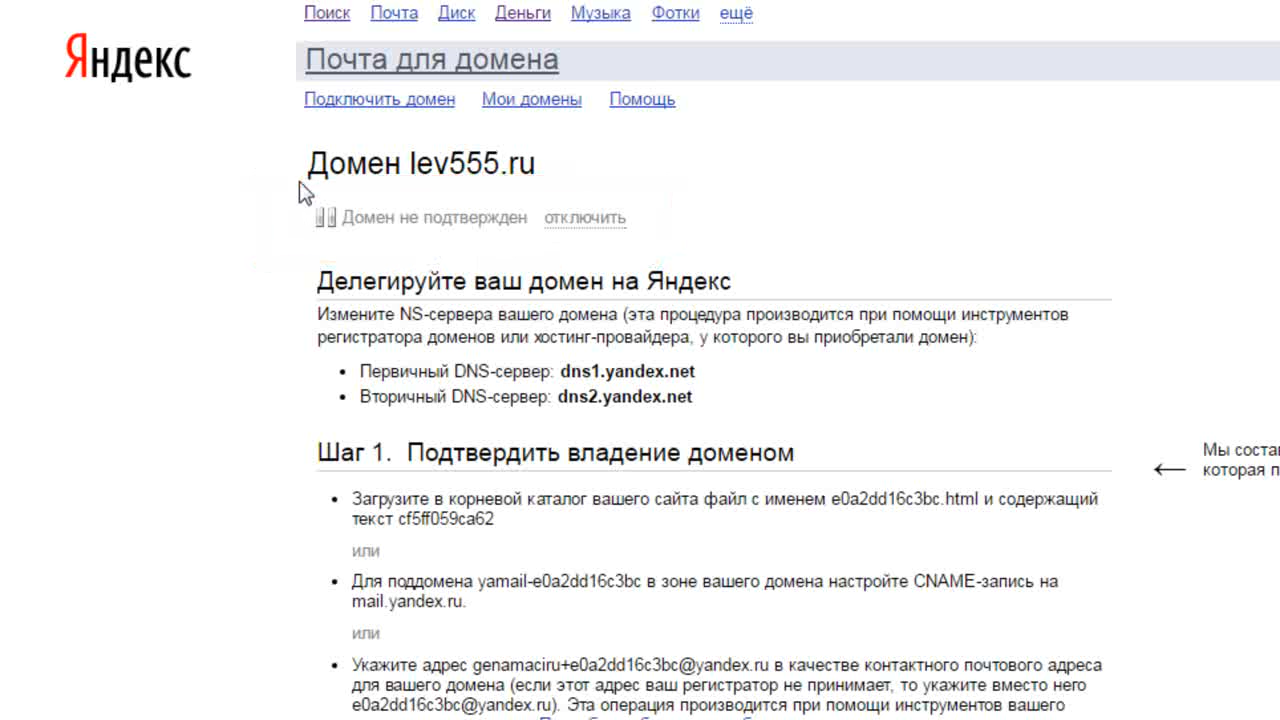 Поиск Почта Диск Деньги Музыка Фотки ещё
Яндекс
Почта для домена
Подключить домен Мои домены Помощь
Домен lev555.ru
Домен не подтвержден отключить
Делегируйте ваш домен на Яндекс
Измените NS-сервера вашего домена (эта процедура производится при помощи инструментов
регистратора доменов или хостинг-провайдера, у которого вы приобретали домен):
• Первичный DNS-сервер: dns1.yandex.net
• Вторичный DNS-сервер: dns2.yandex.net
Шаг 1. Подтвердить владение доменом
← Мы соста
которая п
• Загрузите в корневой каталог вашего сайта файл с именем e0a2dd16c3bc.html и содержащий
текст cf5ff059ca62
или
• Для поддомена yamail-e0a2dd16c3bc в зоне вашего домена настройте CNAME-запись на
mail.yandex.ru.
или
• Укажите адрес genamaciru+e0a2dd16c3bc@yandex.ru в качестве контактного почтового адреса
для вашего домена (если этот адрес ваш регистратор не принимает, то укажите вместо него
e0a2dd16c3bc@yandex.ru). Эта операция производится при помощи инструментов вашего